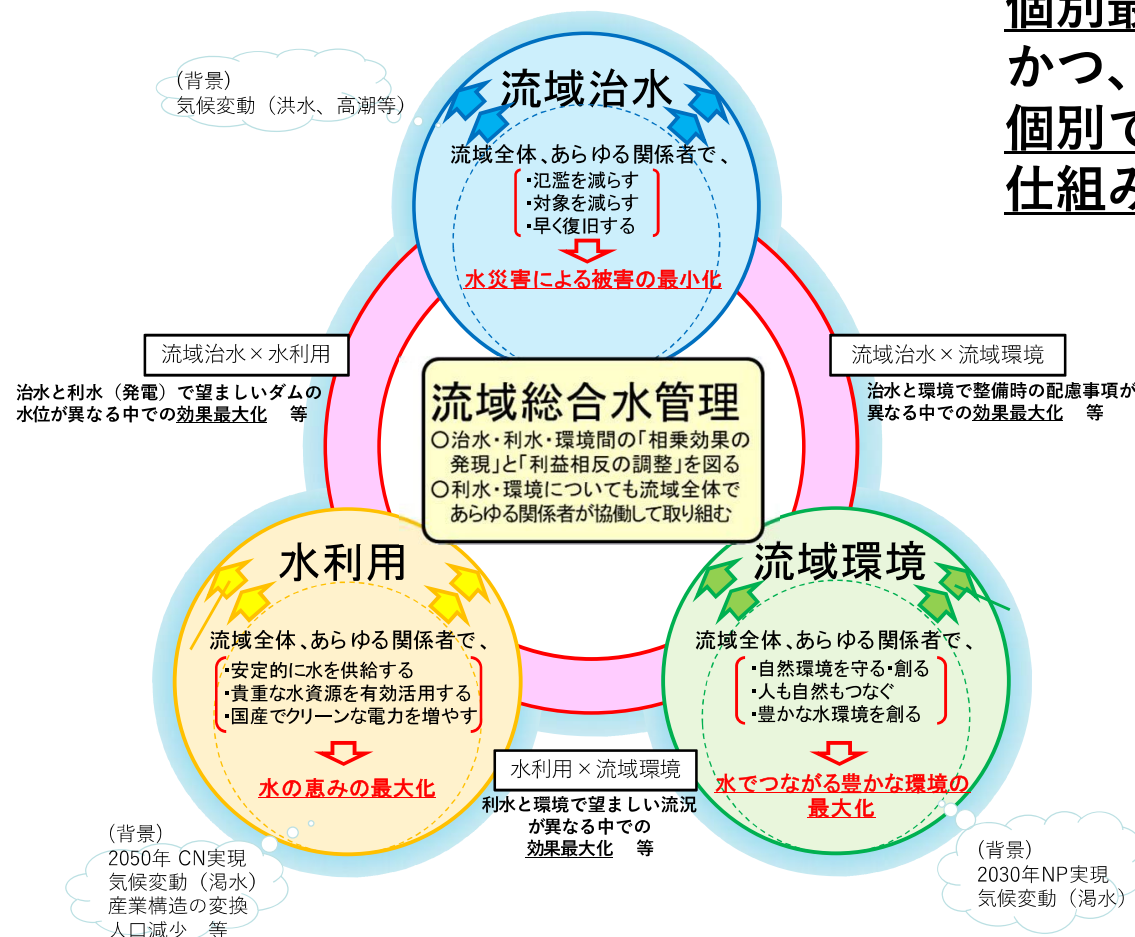 個別最
かつ、
個別で
仕組み
(背景)
気候変動（洪水、高潮等）
流域治水
流域全体、あらゆる関係者で、
・氾濫を減らす
・対象を減らす
・早く復旧する
水災害による被害の最小化
流域治水×水利用
治水と利水（発電）で望ましいダムの
水位が異なる中での効果最大化　等
流域治水×流域環境
治水と環境で整備時の配慮事項が
異なる中での効果最大化　等
流域総合水管理
○治水・利水・環境間の「相乗効果の
発現」と「利益相反の調整」を図る
○利水・環境についても流域全体で
あらゆる関係者が協働して取り組む
水利用
流域全体、あらゆる関係者で、
・安定的に水を供給する
・貴重な水資源を有効活用する
・国産でクリーンな電力を増やす
水の恵みの最大化
流域環境
流域全体、あらゆる関係者で、
・自然環境を守る・創る
・人も自然もつなぐ
・豊かな水環境を創る
水でつながる豊かな環境の
最大化
水利用×流域環境
利水と環境で望ましい流況
が異なる中での
効果最大化　等
(背景)
2050年 CN実現
気候変動（渇水）
産業構造の変換
人口減少　等
(背景)
2030年NP実現
気候変動（渇水）